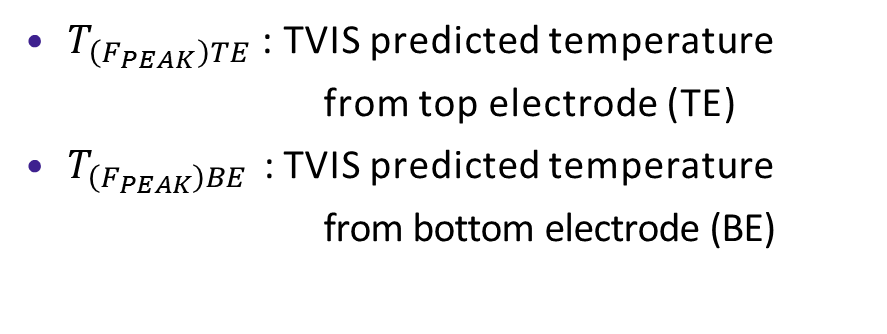 • T(FPEAK)TE : TVIS predicted temperature
from top electrode (TE)
• T(FPEAK)BE : TVIS predicted temperature
from bottom electrode (BE)